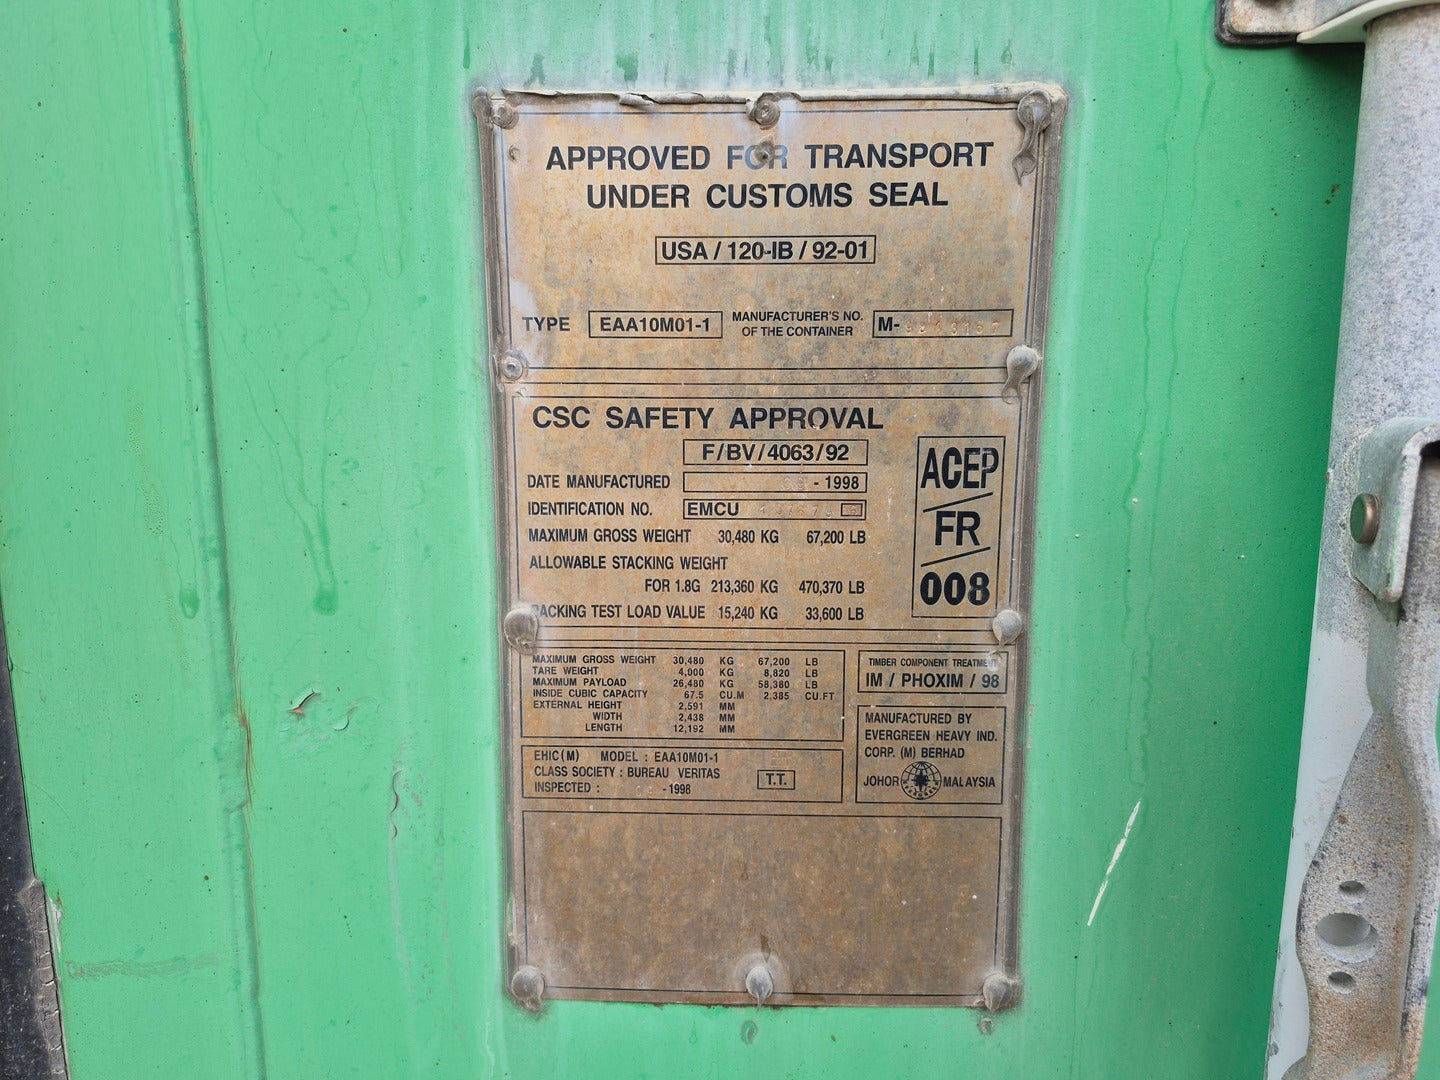 APPROVED FOR TRANSPORT
UNDER CUSTOMS SEAL
USA / 120-IB / 92-01
TYPE EAA10M01-1 MANUFACTURER'S NO. OF THE CONTAINER M-
CSC SAFETY APPROVAL
F/BV/4063/92
DATE MANUFACTURED - 1998
IDENTIFICATION NO. EMCU
MAXIMUM GROSS WEIGHT 30,480 KG 67,200 LB
ALLOWABLE STACKING WEIGHT
FOR 1.8G 213,360 KG 470,370 LB
RACKING TEST LOAD VALUE 15,240 KG 33,600 LB
ACEP
/
FR
/
008
MAXIMUM GROSS WEIGHT 30,480 KG 67,200 LB
TARE WEIGHT 4,000 KG 8,820 LB
MAXIMUM PAYLOAD 26,480 KG 58,380 LB
INSIDE CUBIC CAPACITY 67.5 CU.M 2,385 CU.FT
EXTERNAL HEIGHT 2,591 MM
WIDTH 2,438 MM
LENGTH 12,192 MM
TIMBER COMPONENT TREATMENT
IM / PHOXIM / 98
EHIC(M) MODEL : EAA10M01-1
CLASS SOCIETY : BUREAU VERITAS
INSPECTED : - 1998
T.T.
MANUFACTURED BY
EVERGREEN HEAVY IND.
CORP. (M) BERHAD
JOHOR MALAYSIA